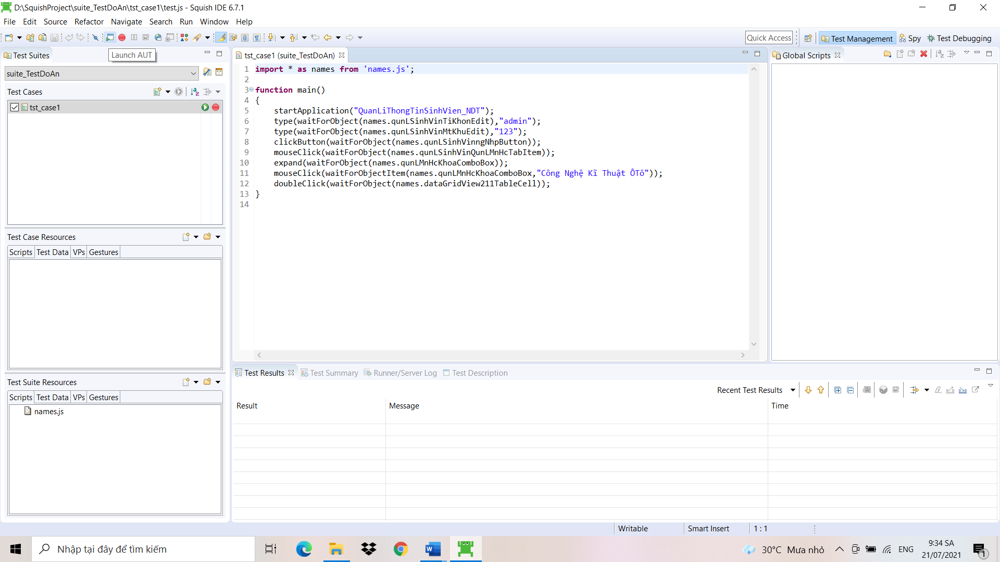 D:\SquishProject\suite_TestDoAn\tst_case1\test.js - Squish IDE 6.7.1
File Edit Source Refactor Navigate Search Run Window Help
Quick Access Test Management Spy Test Debugging
Test Suites
Launch AUT
tst_case1 (suite_TestDoAn)
Global Scripts
suite_TestDoAn
Test Cases
tst_case1
1 import * as names from 'names.js';
2
3 function main()
4 {
5 startApplication("QuanLiThongTinSinhVien_NDT");
6 type(waitForObject(names.qunLSinhVinTiKhonEdit),"admin");
7 type(waitForObject(names.qunLSinhVinMtKhuEdit),"123");
8 clickButton(waitForObject(names.qunLSinhVinngNhpButton));
9 mouseClick(waitForObject(names.qunLSinhVinQunLMnHcTabItem));
10 expand(waitForObject(names.qunLMnHcKhoaComboBox));
11 mouseClick(waitForObjectItem(names.qunLMnHcKhoaComboBox,"Công Nghệ Kĩ Thuật ÔTô"));
12 doubleClick(waitForObject(names.dataGridView211TableCell));
13 }
14
Test Case Resources
Scripts Test Data VPs Gestures
Test Suite Resources
Scripts Test Data VPs Gestures
names.js
Test Results Test Summary Runner/Server Log Test Description
Recent Test Results
Result Message Time
Writable Smart Insert 1 : 1
Nhập tại đây để tìm kiếm
30°C Mưa nhỏ
ENG
9:34 SA
21/07/2021
1